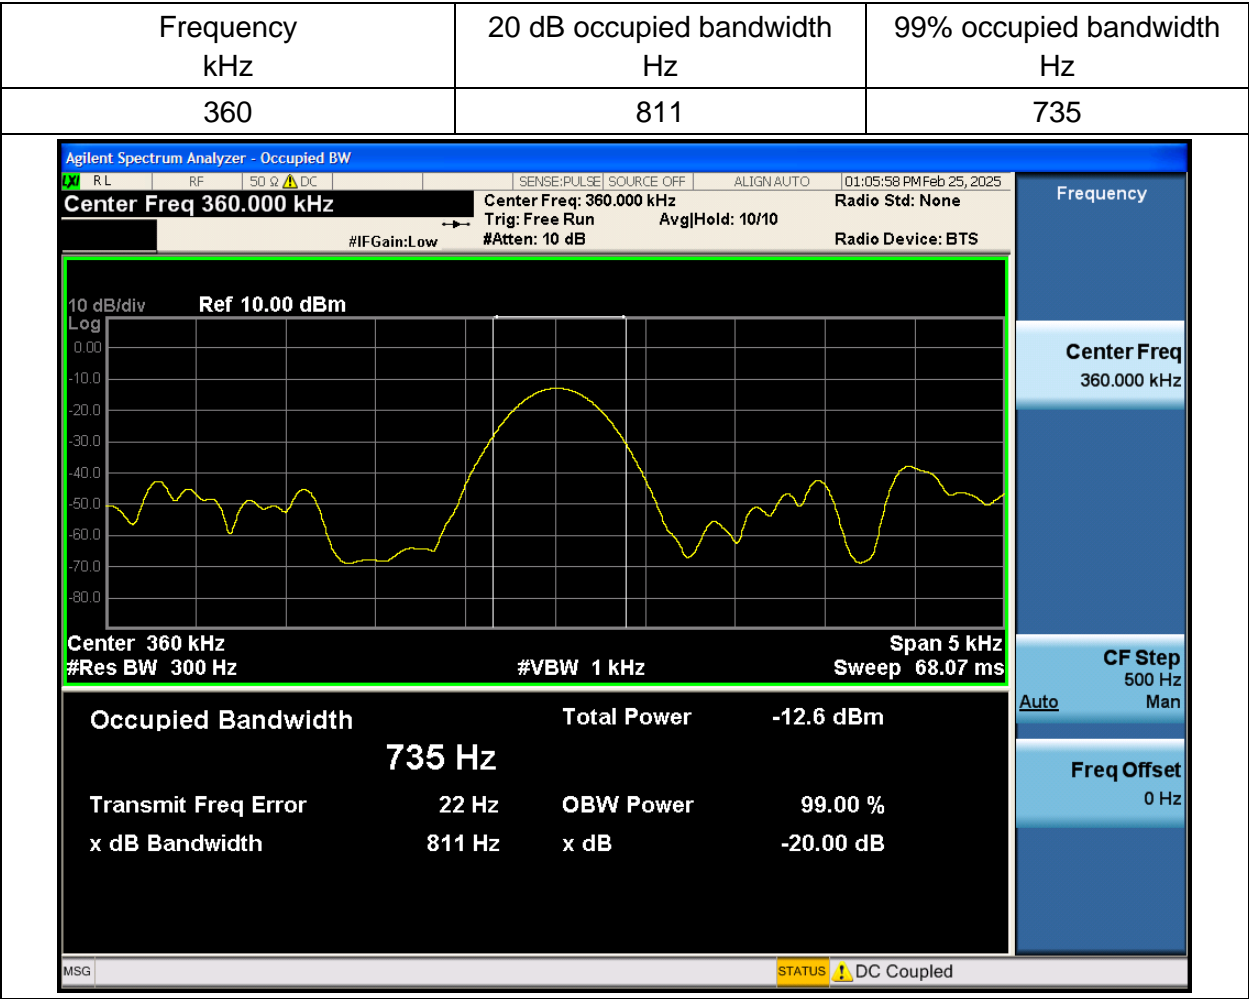 Frequency
kHz
20 dB occupied bandwidth
Hz
99% occupied bandwidth
Hz
360
811
735
Agilent Spectrum Analyzer - Occupied BW
LXI RL RF 50 Ω DC SENSE:PULSE SOURCE OFF ALIGN AUTO 01:05:58 PM Feb 25, 2025
Center Freq 360.000 kHz
Center Freq: 360.000 kHz
Radio Std: None
Trig: Free Run Avg|Hold: 10/10
#IFGain:Low
#Atten: 10 dB
Radio Device: BTS
Frequency
10 dB/div Ref 10.00 dBm
Log
0.00
-10.0
-20.0
-30.0
-40.0
-50.0
-60.0
-70.0
-80.0
Center 360 kHz Span 5 kHz
#Res BW 300 Hz #VBW 1 kHz Sweep 68.07 ms
Center Freq
360.000 kHz
CF Step
500 Hz
Auto Man
Freq Offset
0 Hz
Occupied Bandwidth Total Power -12.6 dBm
735 Hz
Transmit Freq Error 22 Hz OBW Power 99.00 %
x dB Bandwidth 811 Hz x dB -20.00 dB
MSG STATUS DC Coupled